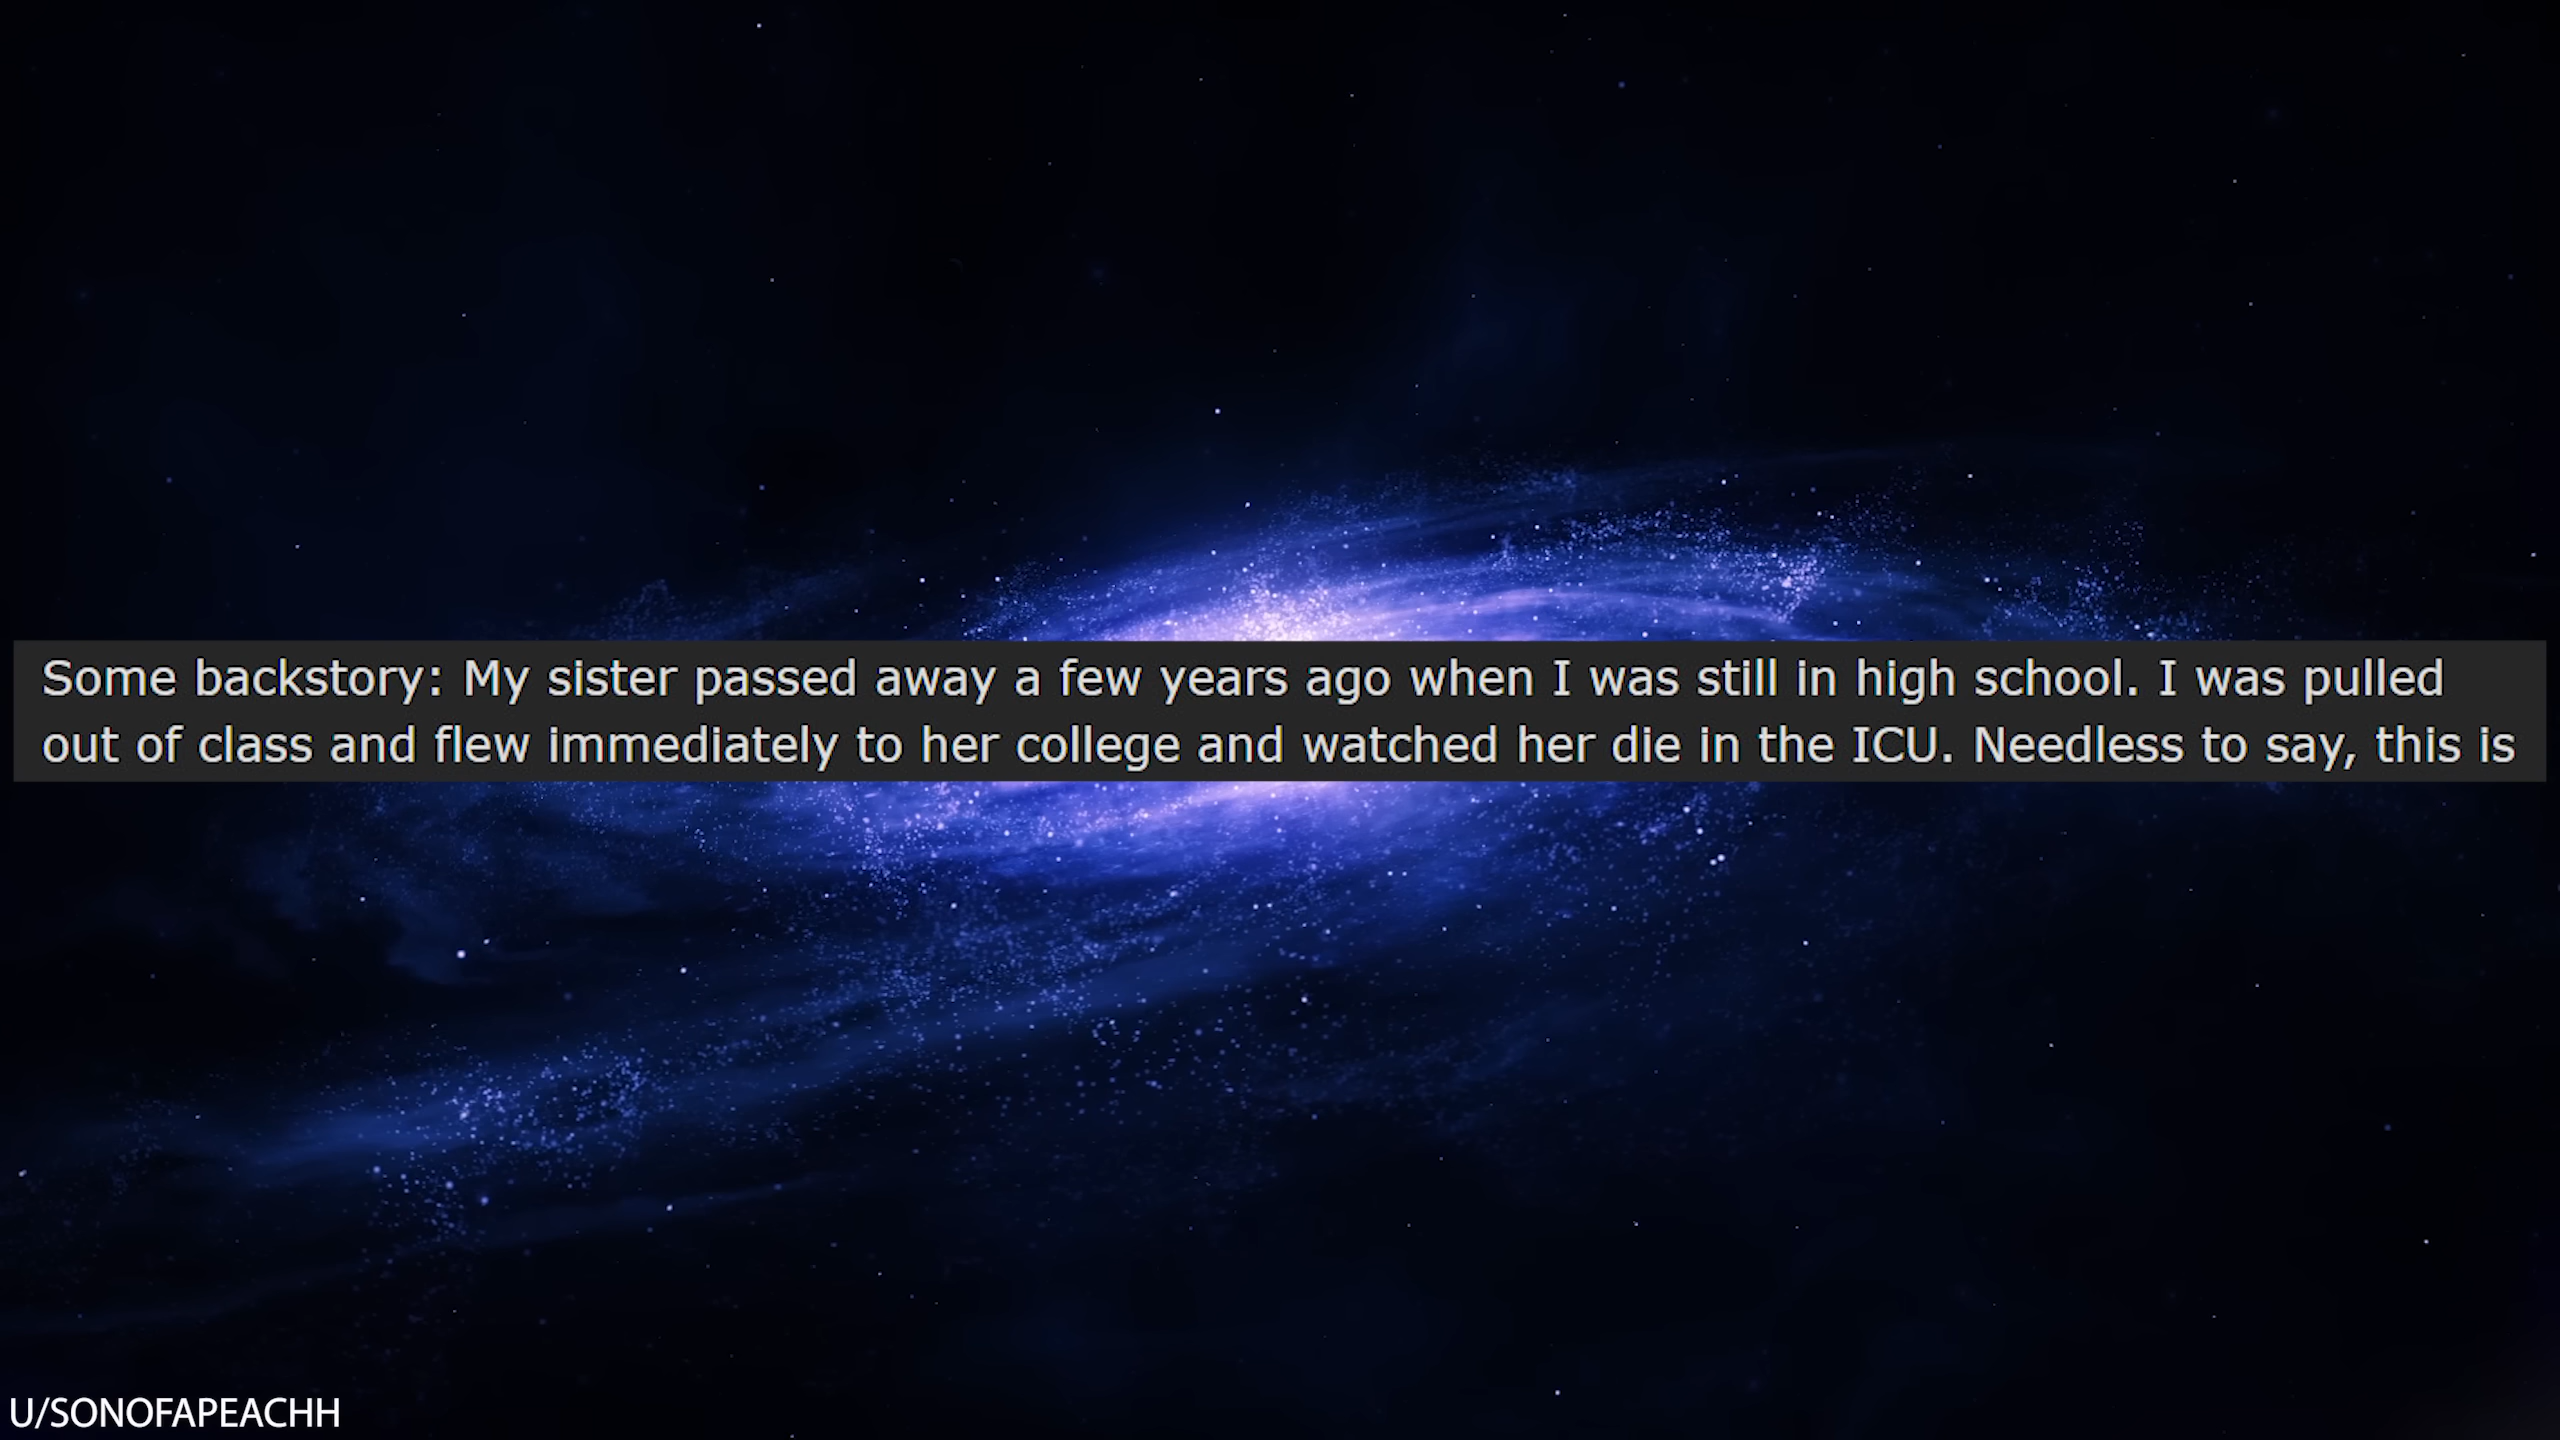 Some backstory: My sister passed away a few years ago when I was still in high school. I was pulled
out of class and flew immediately to her college and watched her die in the ICU. Needless to say, this is
U/SONOFAPEACHH